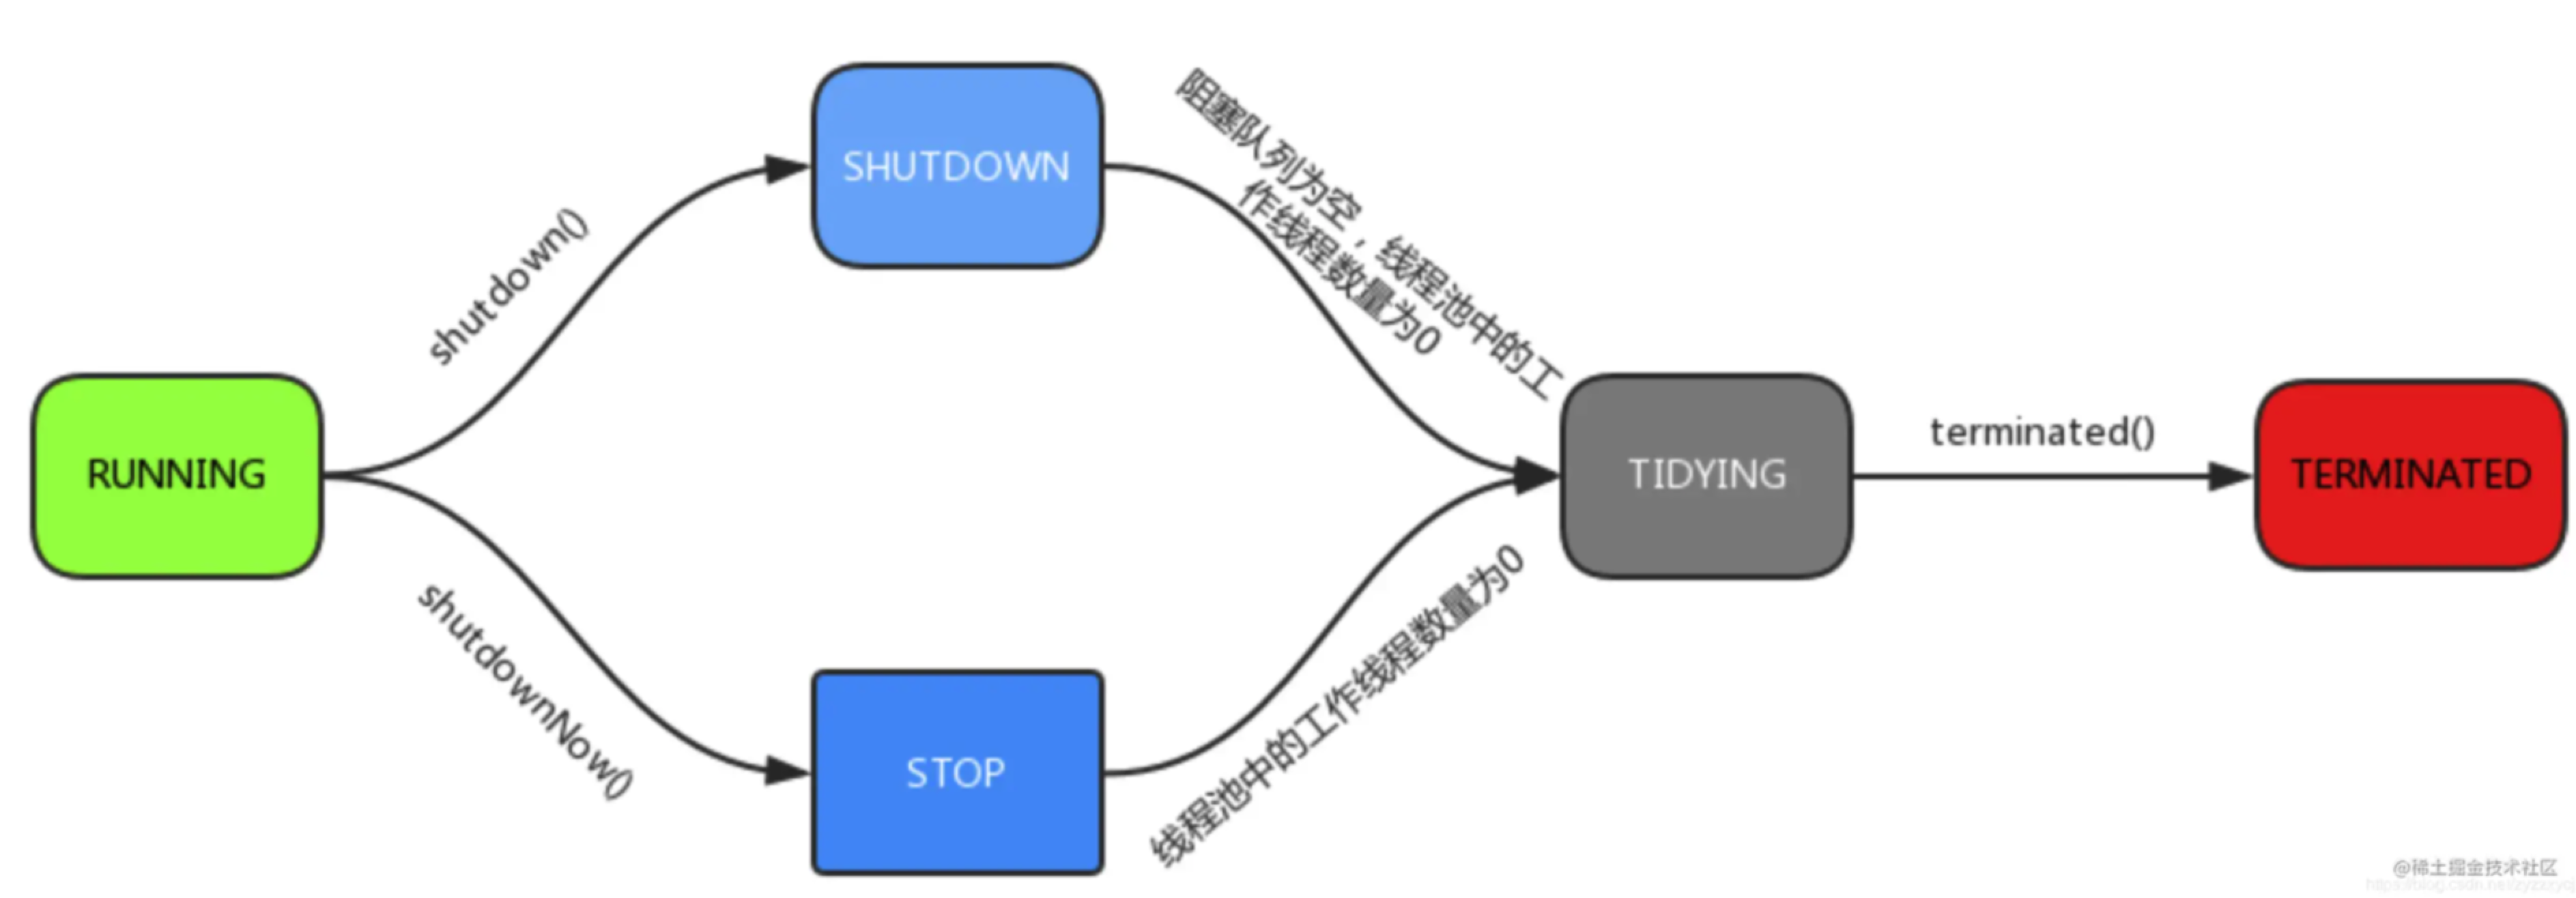 shutdown()
SHUTDOWN
阻塞队列为空，线程池中的工
作线程数量为0
RUNNING
TIDYING
terminated()
TERMINATED
shutdownNow()
STOP
线程池中的工作线程数量为0
@稀土掘金技术社区